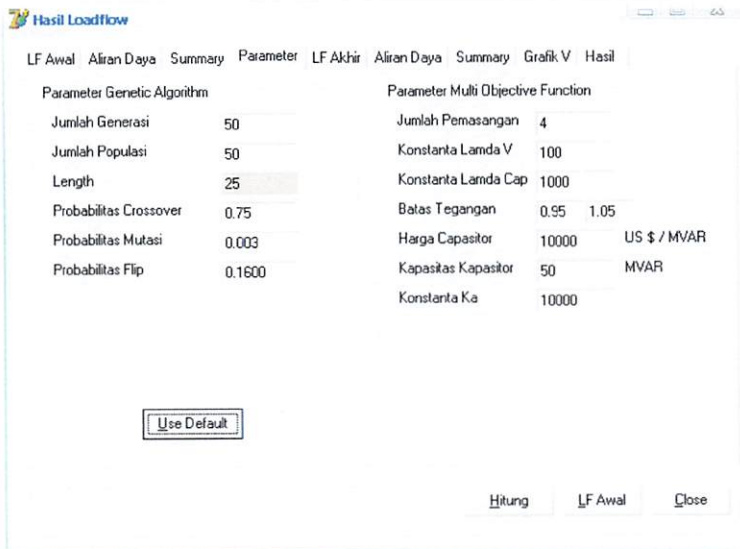 Hasil Loadflow
LF Awal Aliran Daya Summary Parameter LF Akhir Aliran Daya Summary Grafik V Hasil
Parameter Genetic Algorithm
Jumlah Generasi 50
Jumlah Populasi 50
Length 25
Probabilitas Crossover 0.75
Probabilitas Mutasi 0.003
Probabilitas Flip 0.1600
Parameter Multi Objective Function
Jumlah Pemasangan 4
Konstanta Lamda V 100
Konstanta Lamda Cap 1000
Batas Tegangan 0.95 1.05
Harga Capasitor 10000 US $ / MVAR
Kapasitas Kapasitor 50 MVAR
Konstanta Ka 10000
Use Default
Hitung LF Awal Close